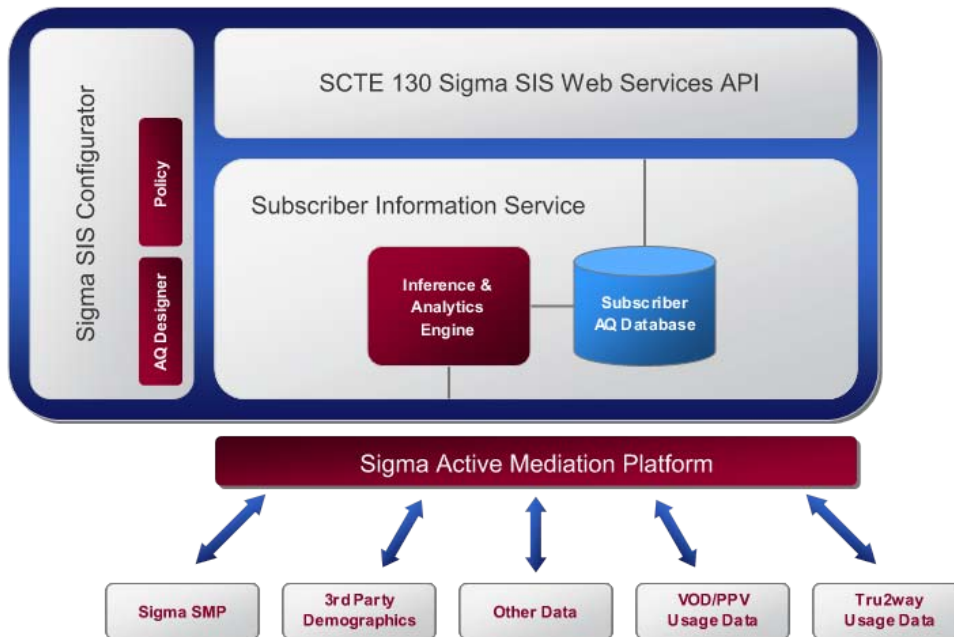 SCTE 130 Sigma SIS Web Services API
Sigma SIS Configurator
Policy
AQ Designer
Subscriber Information Service
Inference &
Analytics
Engine
Subscriber
AQ Database
Sigma Active Mediation Platform
Sigma SMP
3rd Party
Demographics
Other Data
VOD/PPV
Usage Data
Tru2way
Usage Data